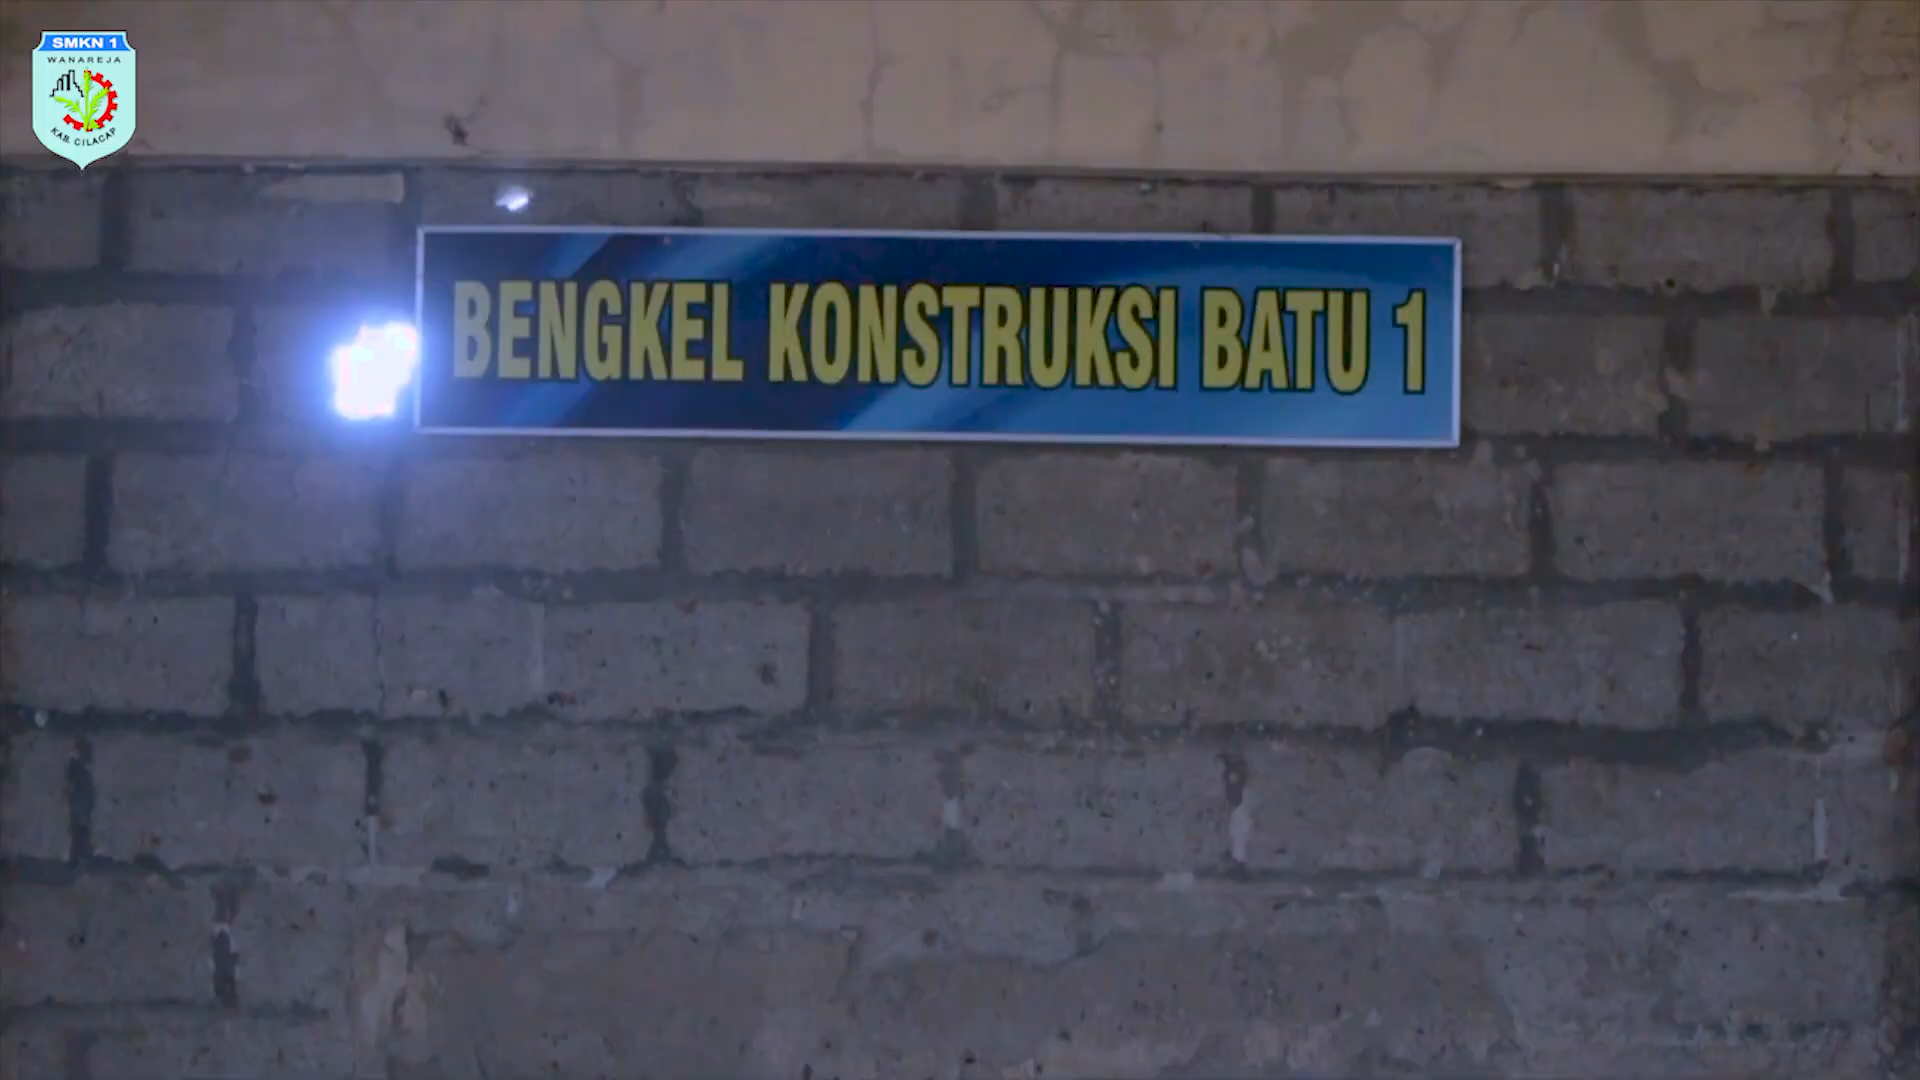 SMKN 1
WANAREJA
KAB. CILACAP
BENGKEL KONSTRUKSI BATU 1